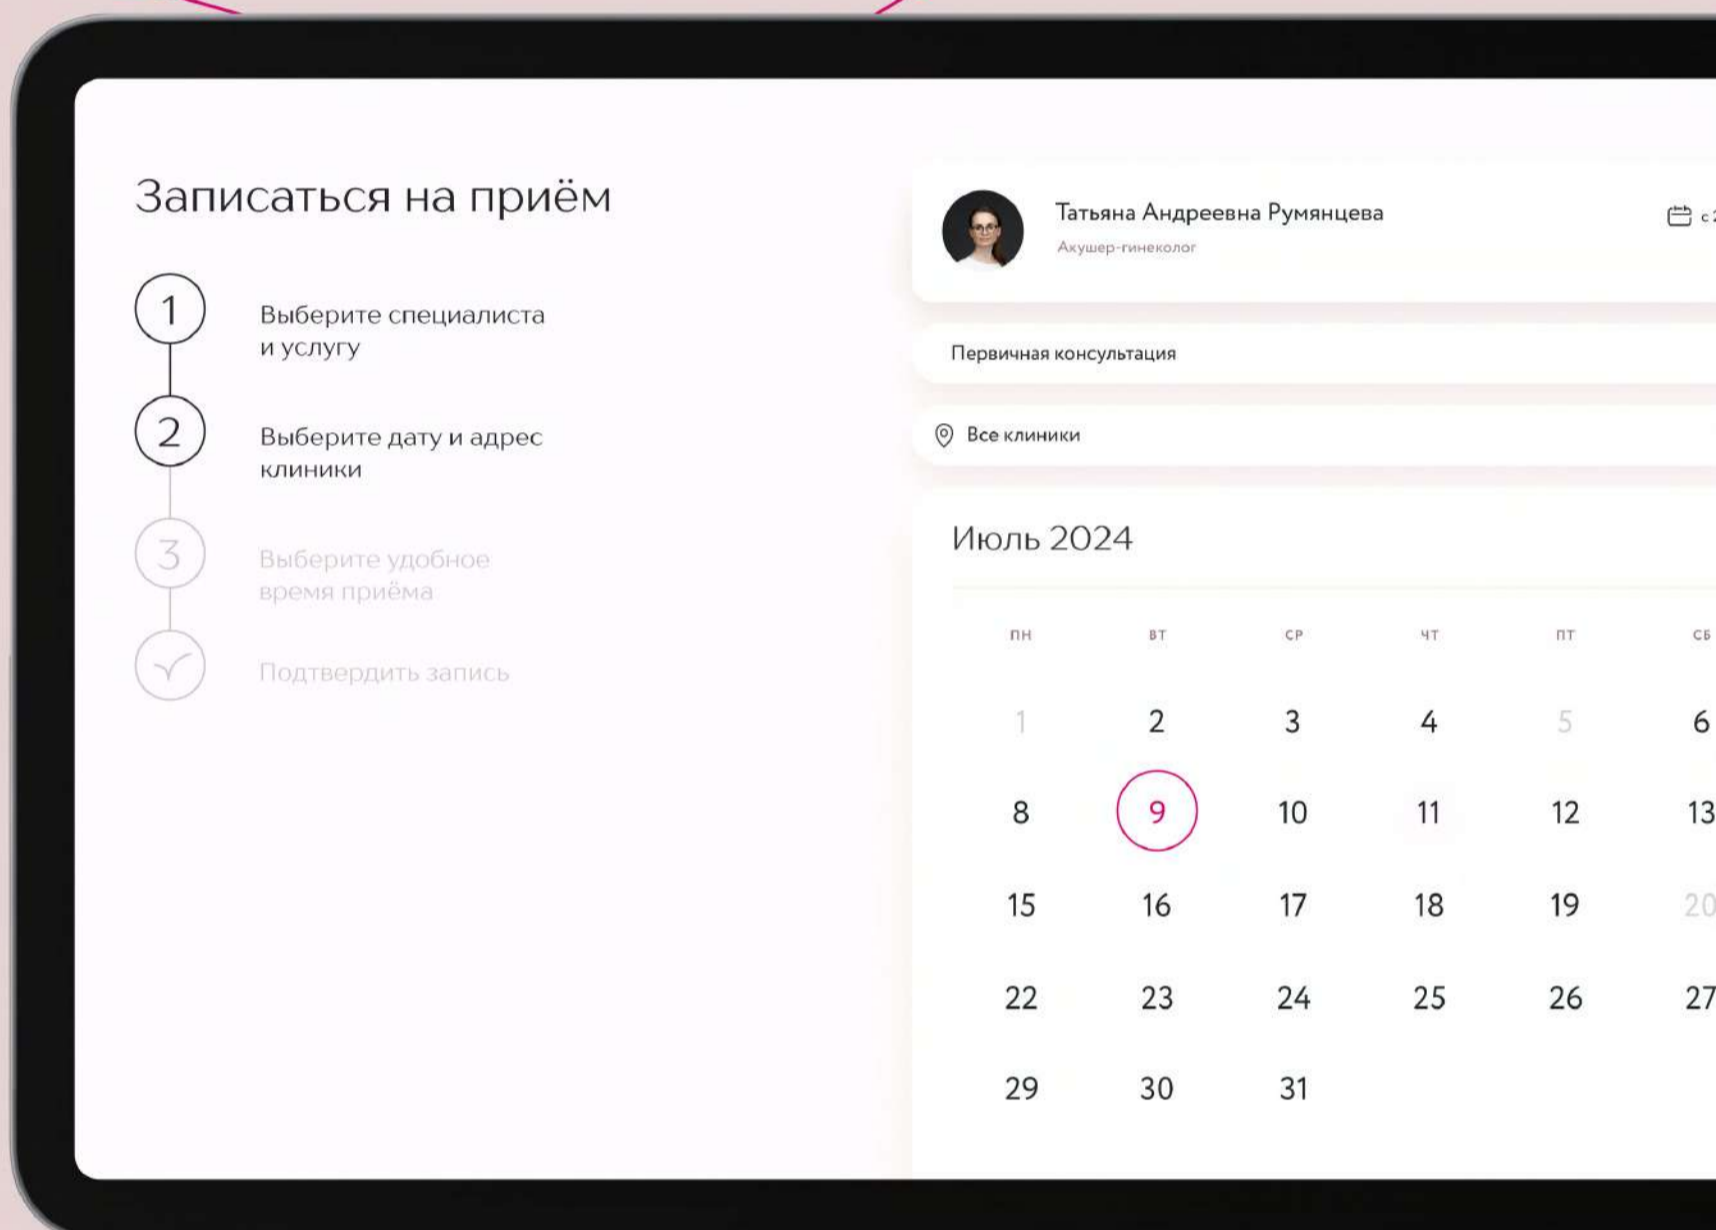 Записаться на приём
1
Выберите специалиста
и услугу
2
Выберите дату и адрес
клиники
3
Выберите удобное
время приёма
Подтвердить запись
Татьяна Андреевна Румянцева
с 2
Акушер-гинеколог
Первичная консультация
Все клиники
Июль 2024
ПН ВТ СР ЧТ ПТ СБ
1 2 3 4 5 6
8 9 10 11 12 13
15 16 17 18 19 20
22 23 24 25 26 27
29 30 31